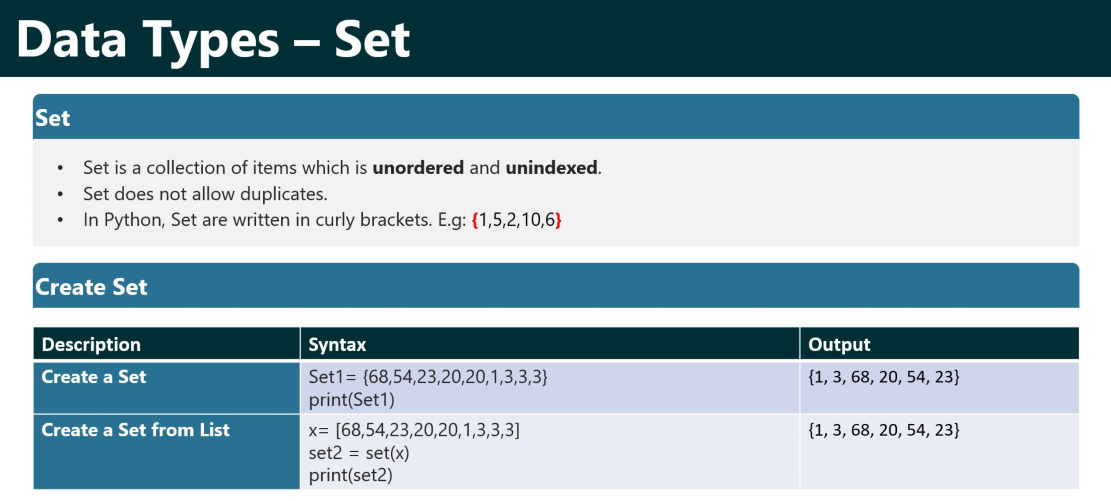 Data Types – Set
Set
• Set is a collection of items which is unordered and unindexed.
• Set does not allow duplicates.
• In Python, Set are written in curly brackets. E.g: {1,5,2,10,6}
Create Set
Description Syntax Output
Create a Set Set1= {68,54,23,20,20,1,3,3,3} {1, 3, 68, 20, 54, 23}
print(Set1)
Create a Set from List x= [68,54,23,20,20,1,3,3,3] {1, 3, 68, 20, 54, 23}
set2 = set(x)
print(set2)